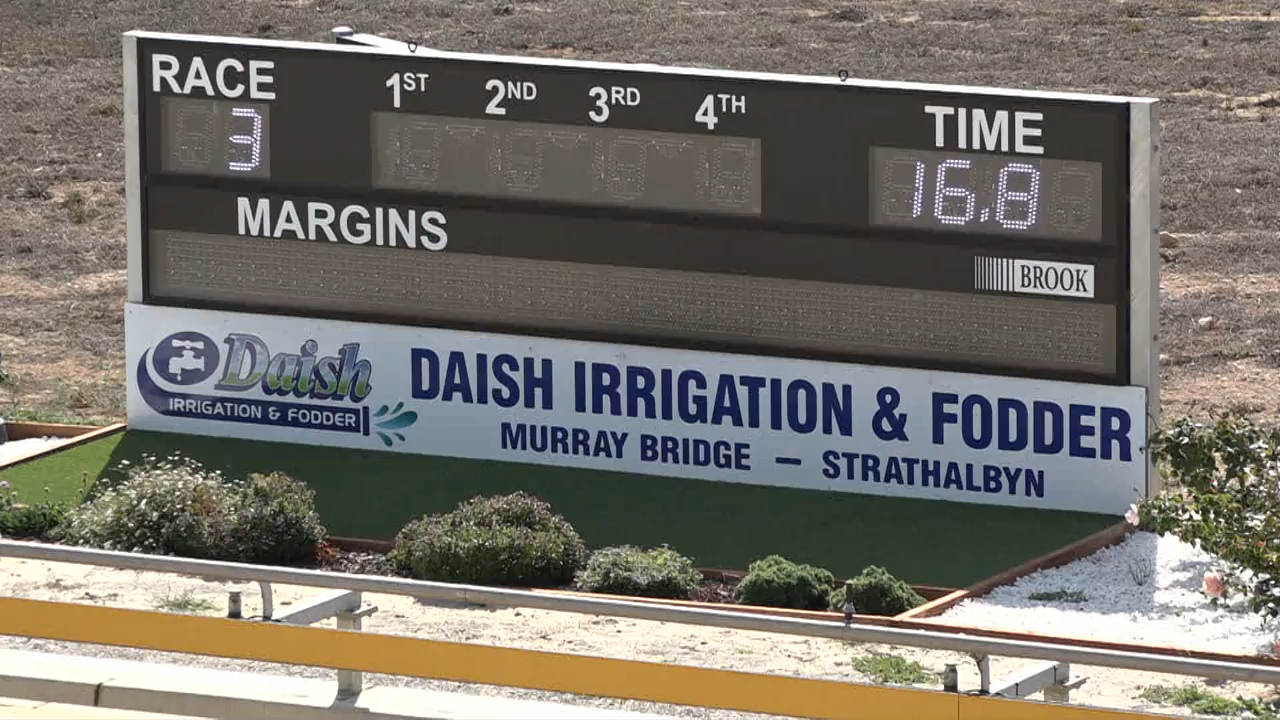 RACE 1ST 2ND 3RD 4TH TIME
3 16.8
MARGINS
BROOK
Daish
IRRIGATION & FODDER
DAISH IRRIGATION & FODDER
MURRAY BRIDGE – STRATHALBYN